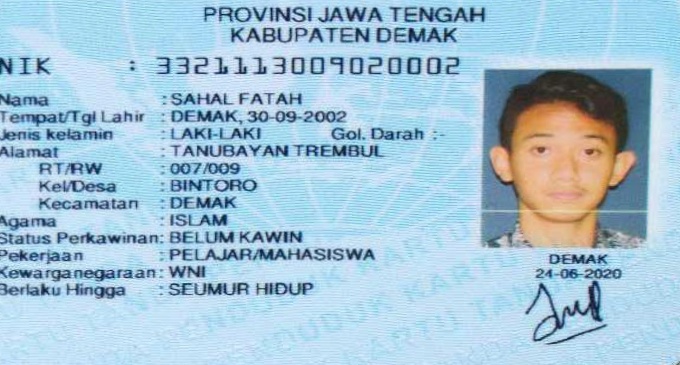 PROVINSI JAWA TENGAH
KABUPATEN DEMAK
NIK : 3321113009020002
Nama : SAHAL FATAH
Tempat/Tgl Lahir : DEMAK, 30-09-2002
Jenis kelamin : LAKI-LAKI Gol. Darah :-
Alamat : TANUBAYAN TREMBUL
RT/RW : 007/009
Kel/Desa : BINTORO
Kecamatan : DEMAK
Agama : ISLAM
Status Perkawinan: BELUM KAWIN
Pekerjaan : PELAJAR/MAHASISWA
Kewarganegaraan: WNI
Berlaku Hingga : SEUMUR HIDUP
DEMAK
24-06-2020